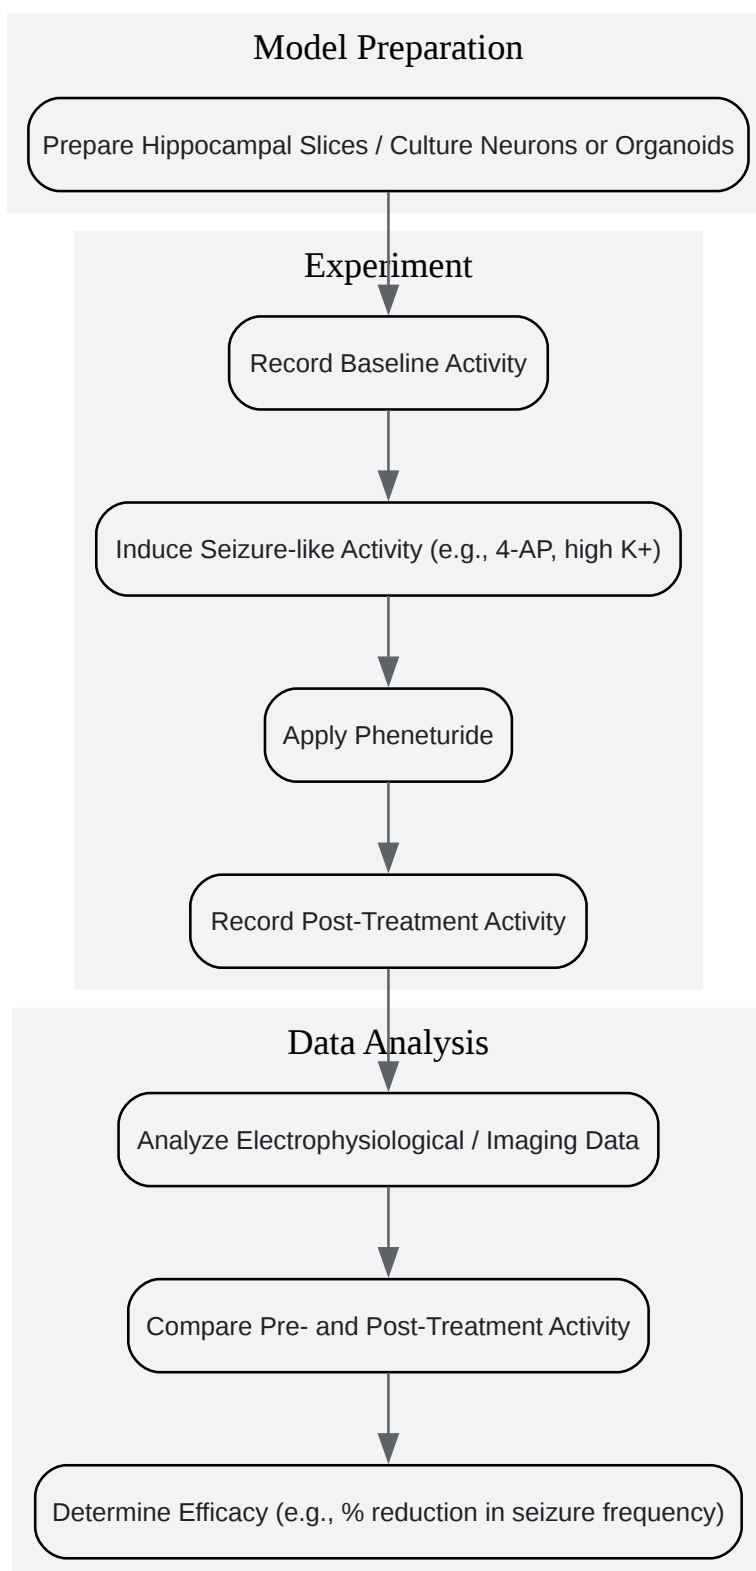 Model Preparation
Prepare Hippocampal Slices / Culture Neurons or Organoids
Experiment
Record Baseline Activity
Induce Seizure-like Activity (e.g., 4-AP, high K+)
Apply Pheneturide
Record Post-Treatment Activity
Data Analysis
Analyze Electrophysiological / Imaging Data
Compare Pre- and Post-Treatment Activity
Determine Efficacy (e.g., % reduction in seizure frequency)